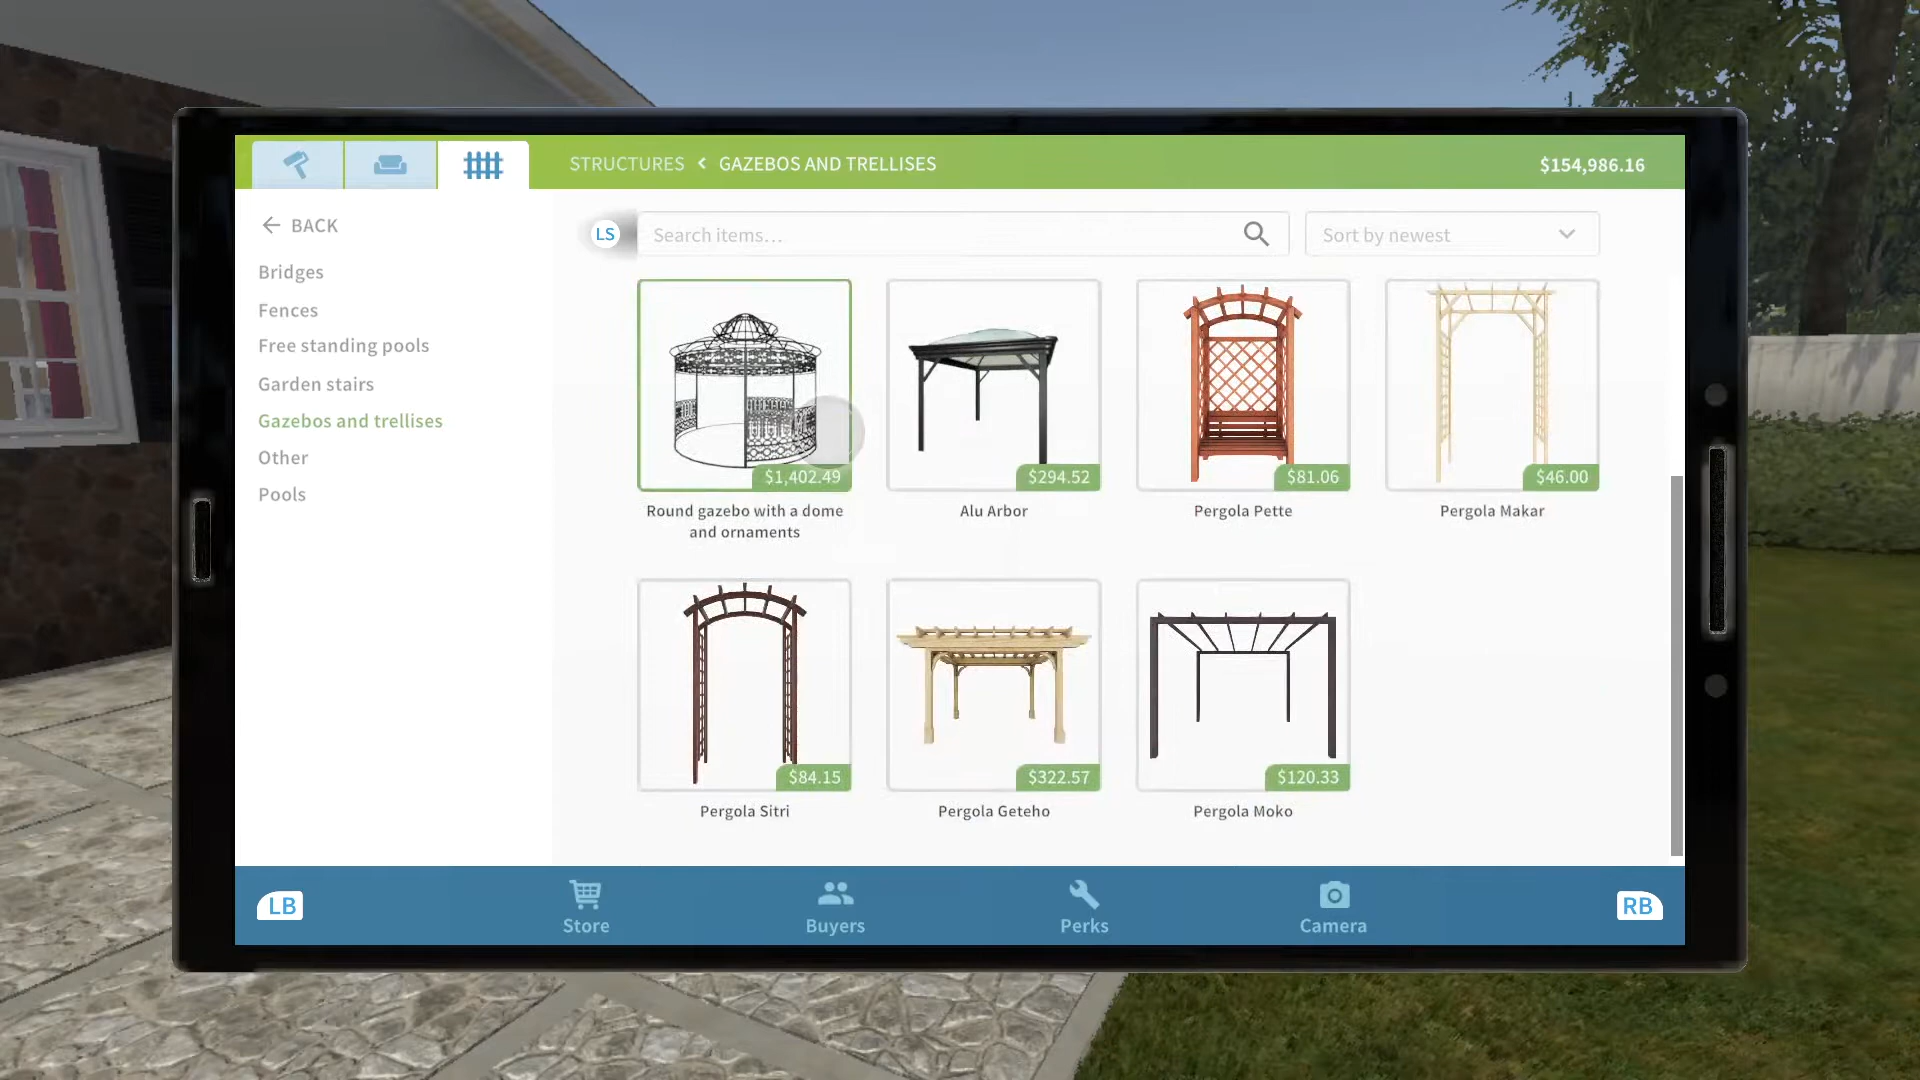 STRUCTURES < GAZEBOS AND TRELLISES
$154,986.16
BACK
Bridges
Fences
Free standing pools
Garden stairs
Gazebos and trellises
Other
Pools
LS
Search items...
Sort by newest
$1,402.49
Round gazebo with a dome
and ornaments
$294.52
Alu Arbor
$81.06
Pergola Pette
$46.00
Pergola Makar
$84.15
Pergola Sitri
$322.57
Pergola Geteho
$120.33
Pergola Moko
LB
Store
Buyers
Perks
Camera
RB